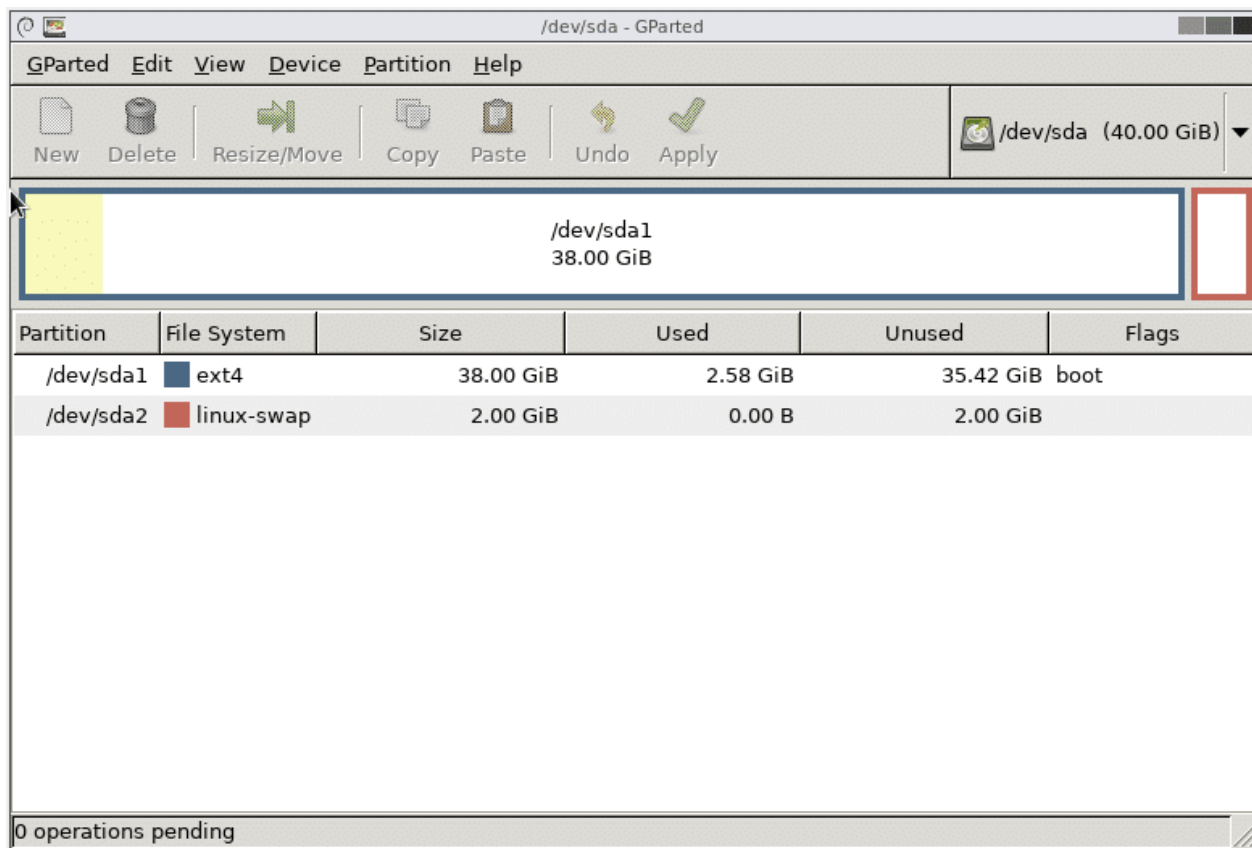 /dev/sda - GParted
GParted Edit View Device Partition Help
New Delete Resize/Move Copy Paste Undo Apply /dev/sda (40.00 GiB)
/dev/sda1
38.00 GiB
Partition File System Size Used Unused Flags
/dev/sda1 ext4 38.00 GiB 2.58 GiB 35.42 GiB boot
/dev/sda2 linux-swap 2.00 GiB 0.00 B 2.00 GiB
0 operations pending